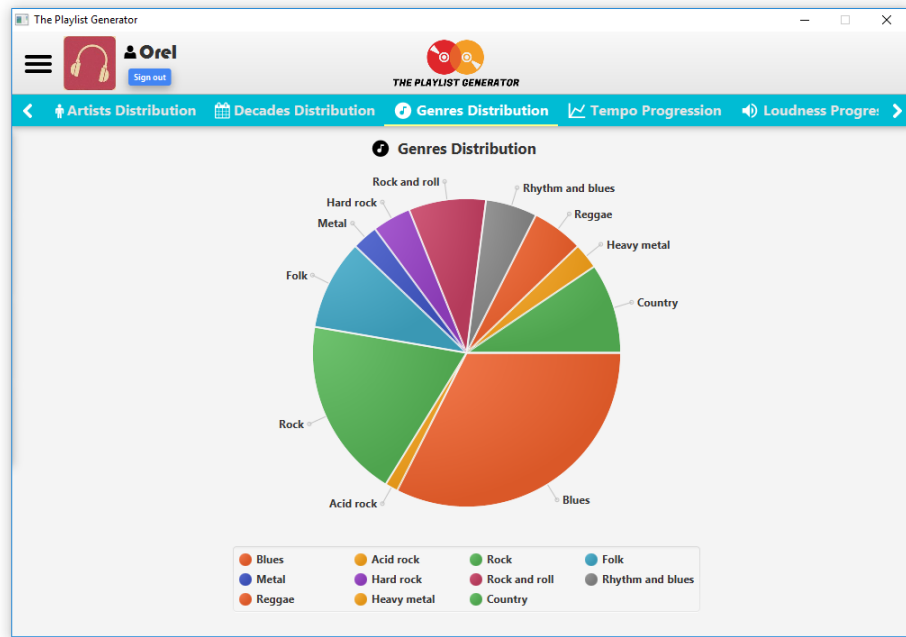 The Playlist Generator
Orel
Sign out
THE PLAYLIST GENERATOR
Artists Distribution Decades Distribution Genres Distribution Tempo Progression Loudness Progres
Genres Distribution
Rock and roll
Rhythm and blues
Hard rock
Reggae
Metal
Heavy metal
Folk
Country
Rock
Acid rock
Blues
Blues Acid rock Rock Folk
Metal Hard rock Rock and roll Rhythm and blues
Reggae Heavy metal Country